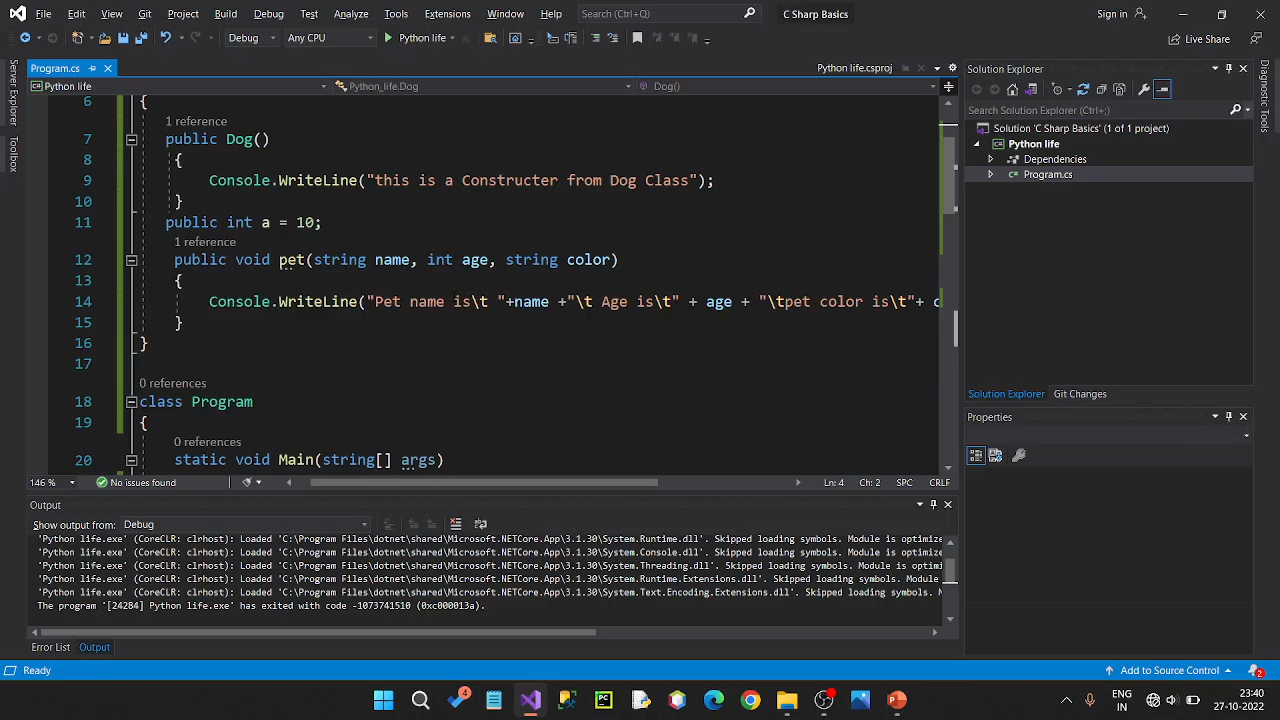 File Edit View Git Project Build Debug Test Analyze Tools Extensions Window Help Search (Ctrl+Q) C Sharp Basics Sign in
Debug Any CPU Python life Live Share
Program.cs Python life.csproj
Python life Python_life.Dog Dog()
Server Explorer
Toolbox
6 {
1 reference
7 public Dog()
8 {
9 Console.WriteLine("this is a Constructer from Dog Class");
10 }
11 public int a = 10;
1 reference
12 public void pet(string name, int age, string color)
13 {
14 Console.WriteLine("Pet name is\t "+name +"\t Age is\t" + age + "\tpet color is\t"+ c
15 }
16 }
17
0 references
18 class Program
19 {
0 references
20 static void Main(string[] args)
146 % No issues found Ln: 4 Ch: 2 SPC CRLF
Output
Show output from: Debug
'Python life.exe' (CoreCLR: clrhost): Loaded 'C:\Program Files\dotnet\shared\Microsoft.NETCore.App\3.1.30\System.Runtime.dll'. Skipped loading symbols. Module is optimize
'Python life.exe' (CoreCLR: clrhost): Loaded 'C:\Program Files\dotnet\shared\Microsoft.NETCore.App\3.1.30\System.Console.dll'. Skipped loading symbols. Module is optimize
'Python life.exe' (CoreCLR: clrhost): Loaded 'C:\Program Files\dotnet\shared\Microsoft.NETCore.App\3.1.30\System.Threading.dll'. Skipped loading symbols. Module is optimi
'Python life.exe' (CoreCLR: clrhost): Loaded 'C:\Program Files\dotnet\shared\Microsoft.NETCore.App\3.1.30\System.Runtime.Extensions.dll'. Skipped loading symbols. Module
'Python life.exe' (CoreCLR: clrhost): Loaded 'C:\Program Files\dotnet\shared\Microsoft.NETCore.App\3.1.30\System.Text.Encoding.Extensions.dll'. Skipped loading symbols. M
The program '[24284] Python life.exe' has exited with code -1073741510 (0xc000013a).
Error List Output
Solution Explorer
Search Solution Explorer (Ctrl+;)
Solution 'C Sharp Basics' (1 of 1 project)
Python life
Dependencies
Program.cs
Solution Explorer Git Changes
Properties
Diagnostic Tools
Ready Add to Source Control 2
4 PC ENG 23:40
IN 27-10-2022